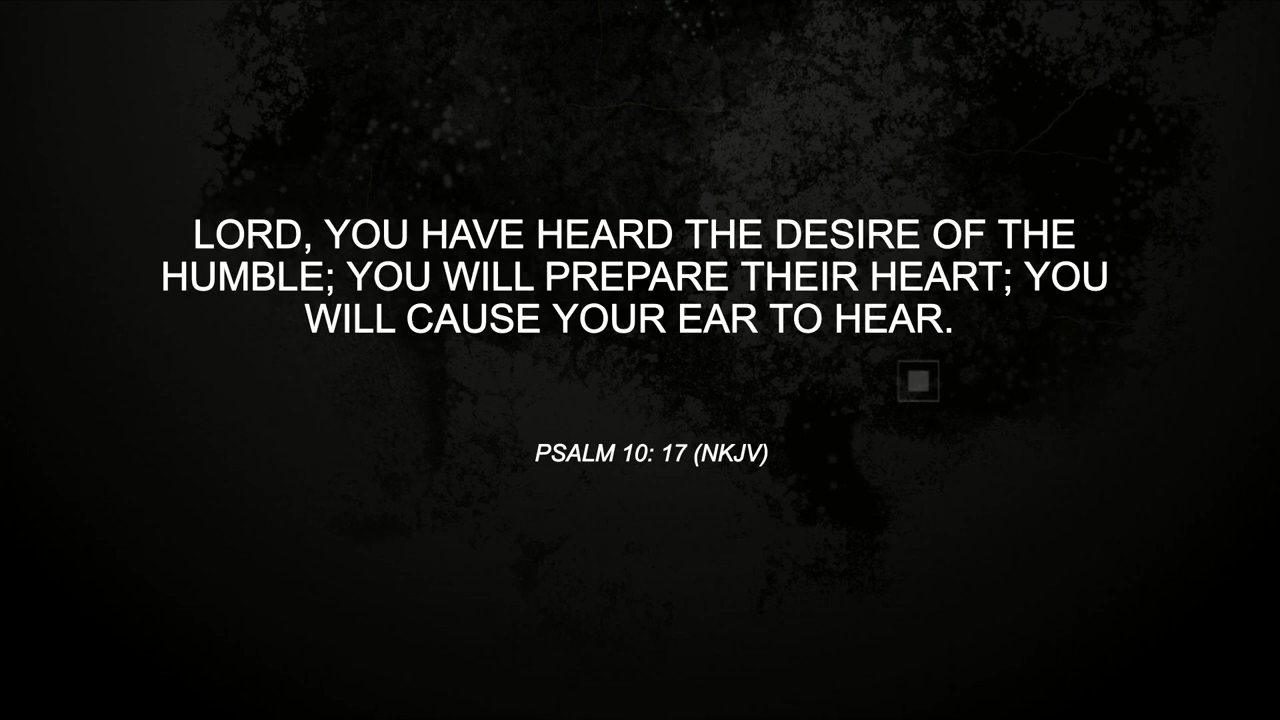 LORD, YOU HAVE HEARD THE DESIRE OF THE
HUMBLE; YOU WILL PREPARE THEIR HEART; YOU
WILL CAUSE YOUR EAR TO HEAR.
PSALM 10: 17 (NKJV)